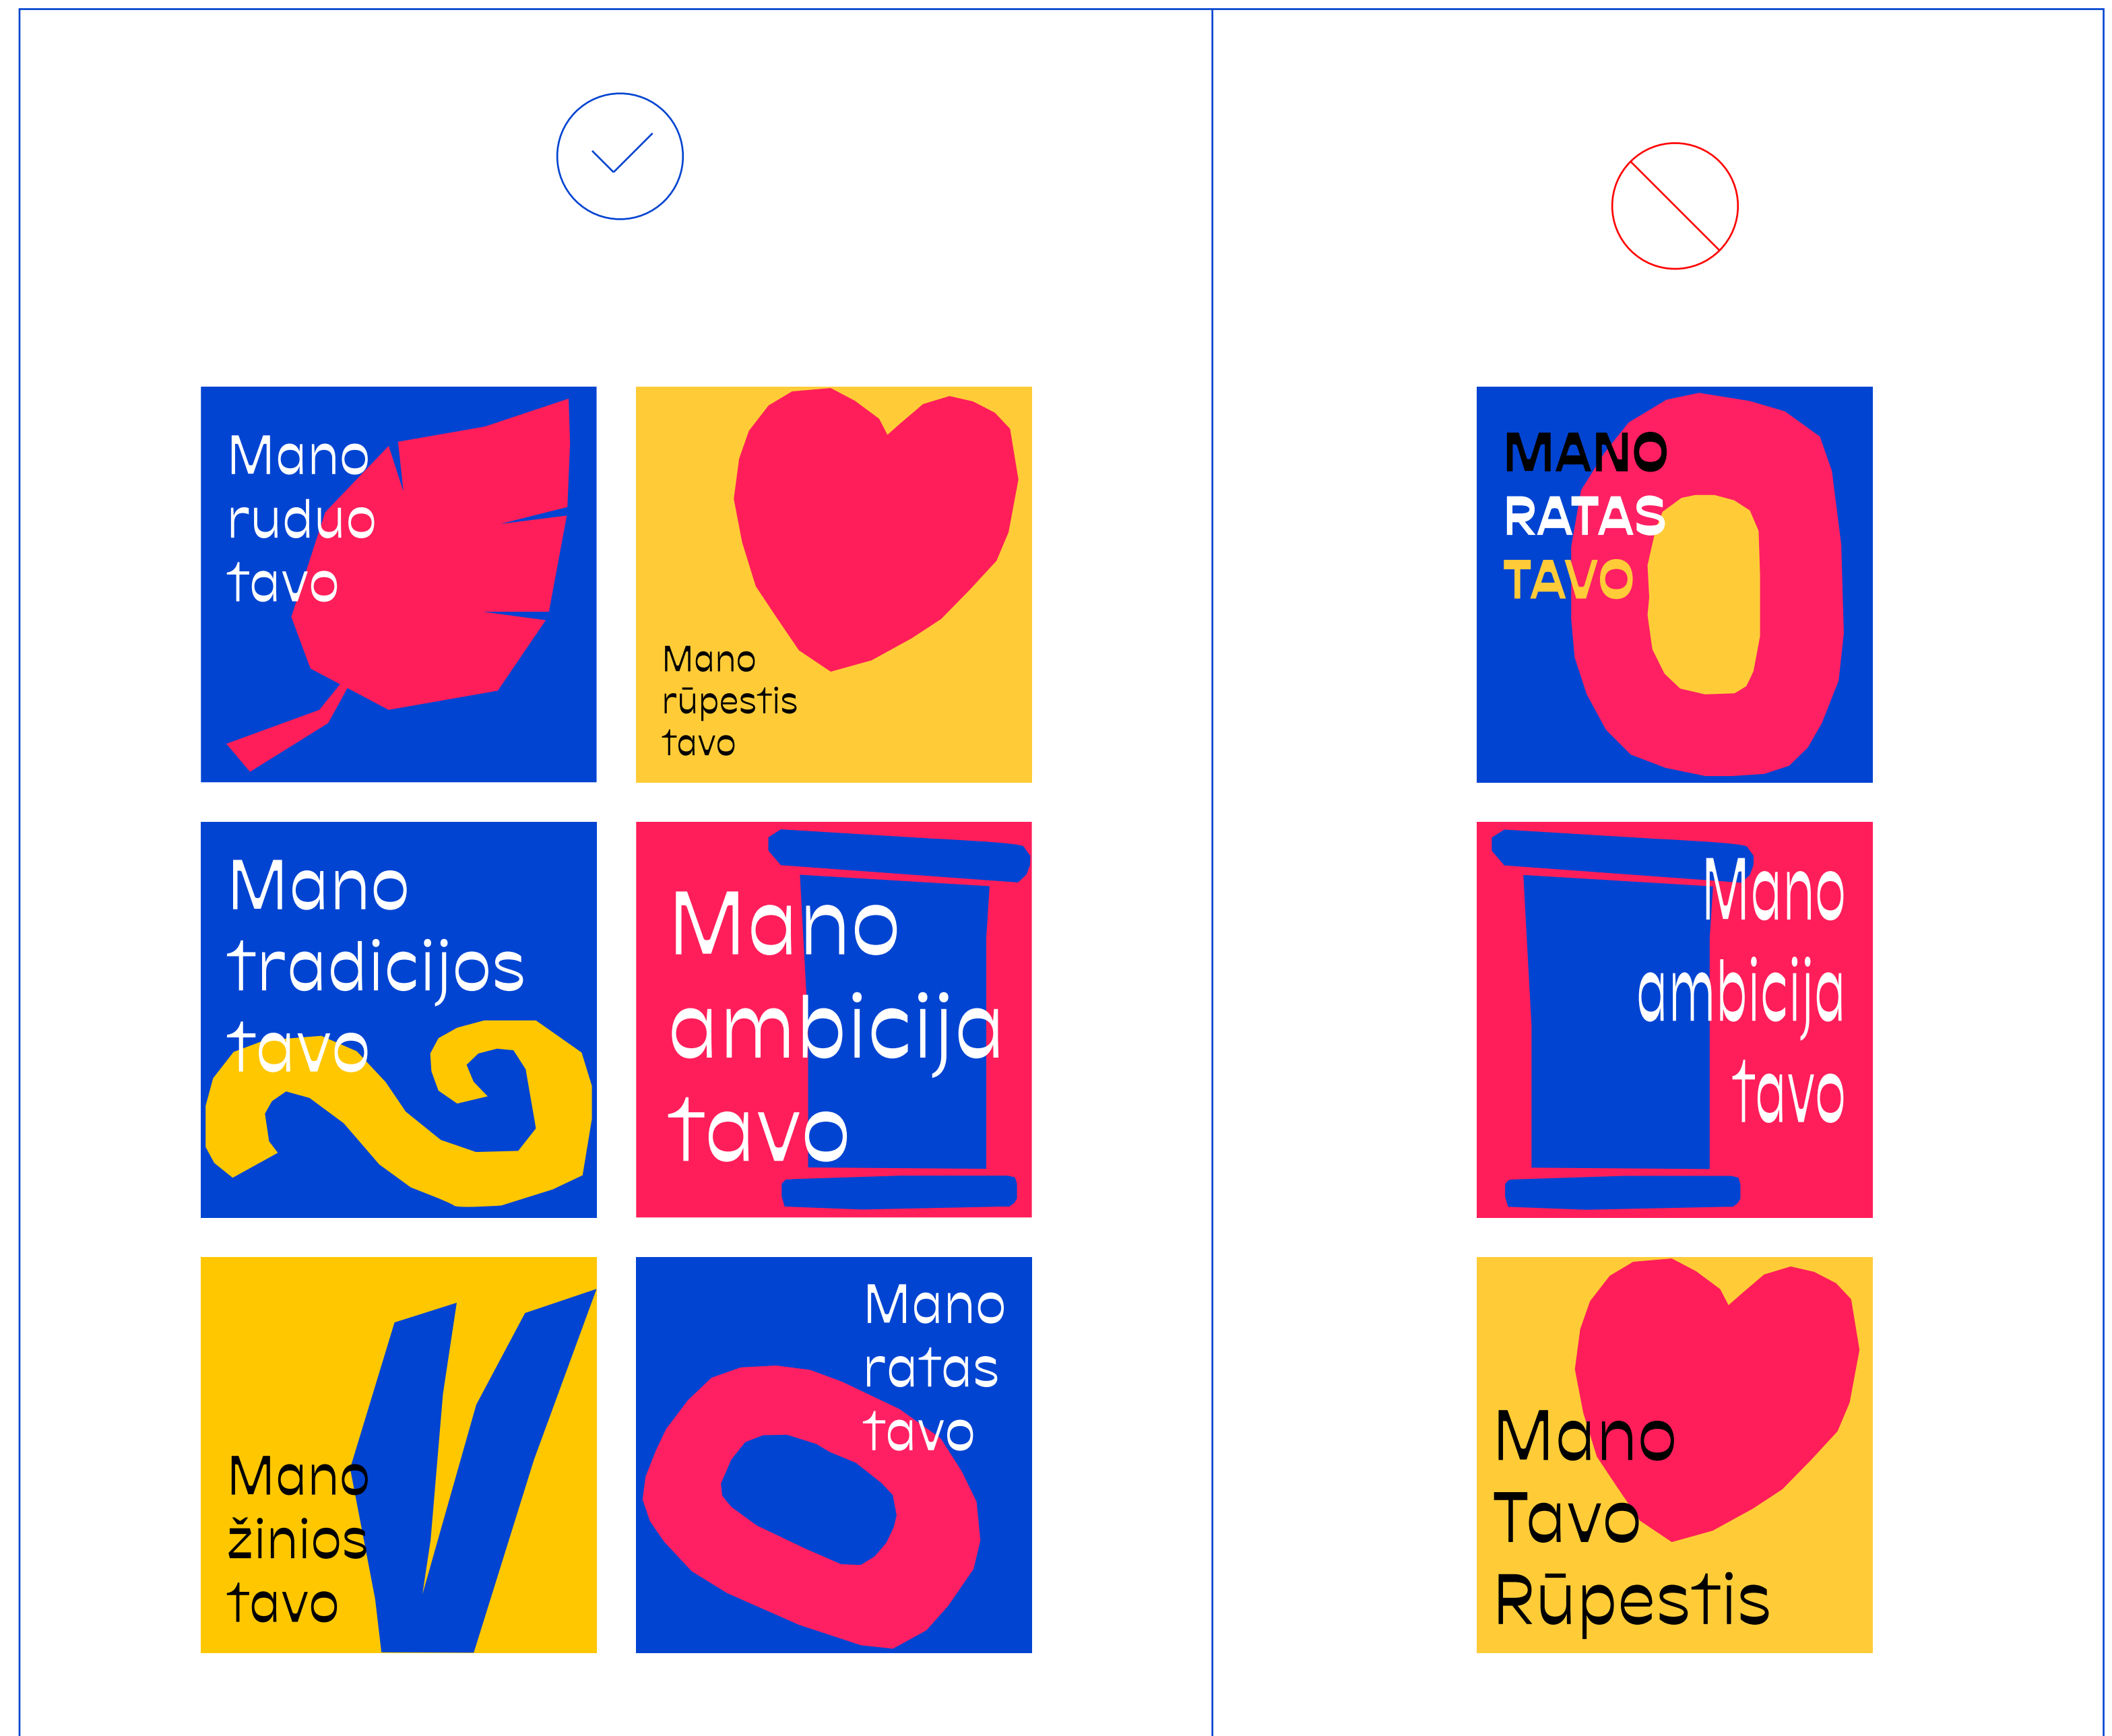 Mano
ruduo
tavo
Mano
rūpestis
tavo
Mano
tradicijos
tavo
Mano
ambicija
tavo
Mano
žinios
tavo
Mano
ratas
tavo
MANO
RATAS
TAVO
Mano
ambicija
tavo
Mano
Tavo
Rūpestis